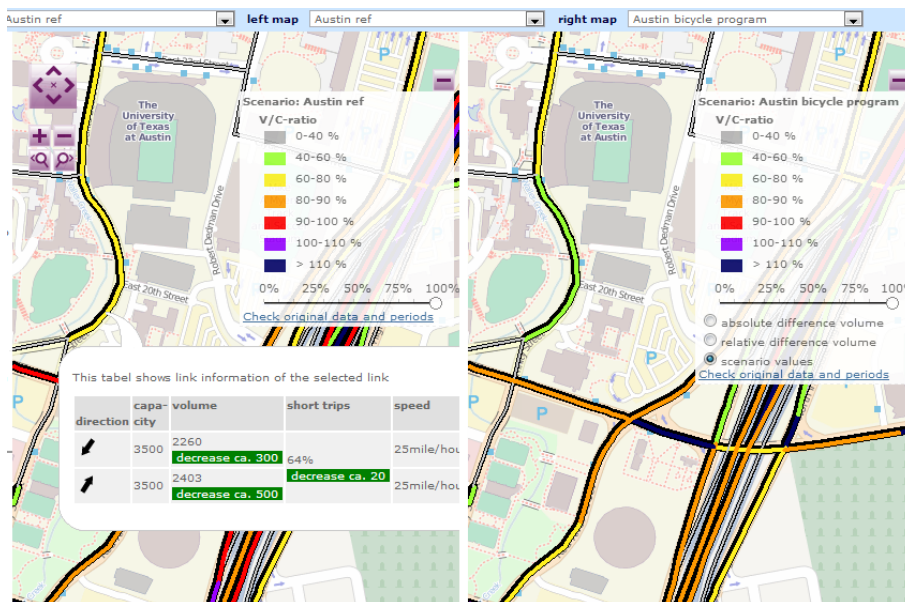 Austin ref
left map
Austin ref
right map
Austin bicycle program
East 23rd Street
The
University
of Texas
at Austin
Robert Dedman Drive
East 20th Street
P
Scenario: Austin ref
V/C-ratio
0-40 %
40-60 %
60-80 %
80-90 %
90-100 %
100-110 %
> 110 %
0% 25% 50% 75% 100%
Check original data and periods
This tabel shows link information of the selected link
direction
capa-
city
volume
short trips
speed
3500
2260
decrease ca. 300
64%
decrease ca. 20
25mile/hou
3500
2403
decrease ca. 500
25mile/hou
P
The
University
of Texas
at Austin
Robert Dedman Drive
East 20th Street
P
P
Scenario: Austin bicycle program
V/C-ratio
0-40 %
40-60 %
60-80 %
80-90 %
90-100 %
100-110 %
> 110 %
0% 25% 50% 75% 100%
absolute difference volume
relative difference volume
scenario values
Check original data and periods